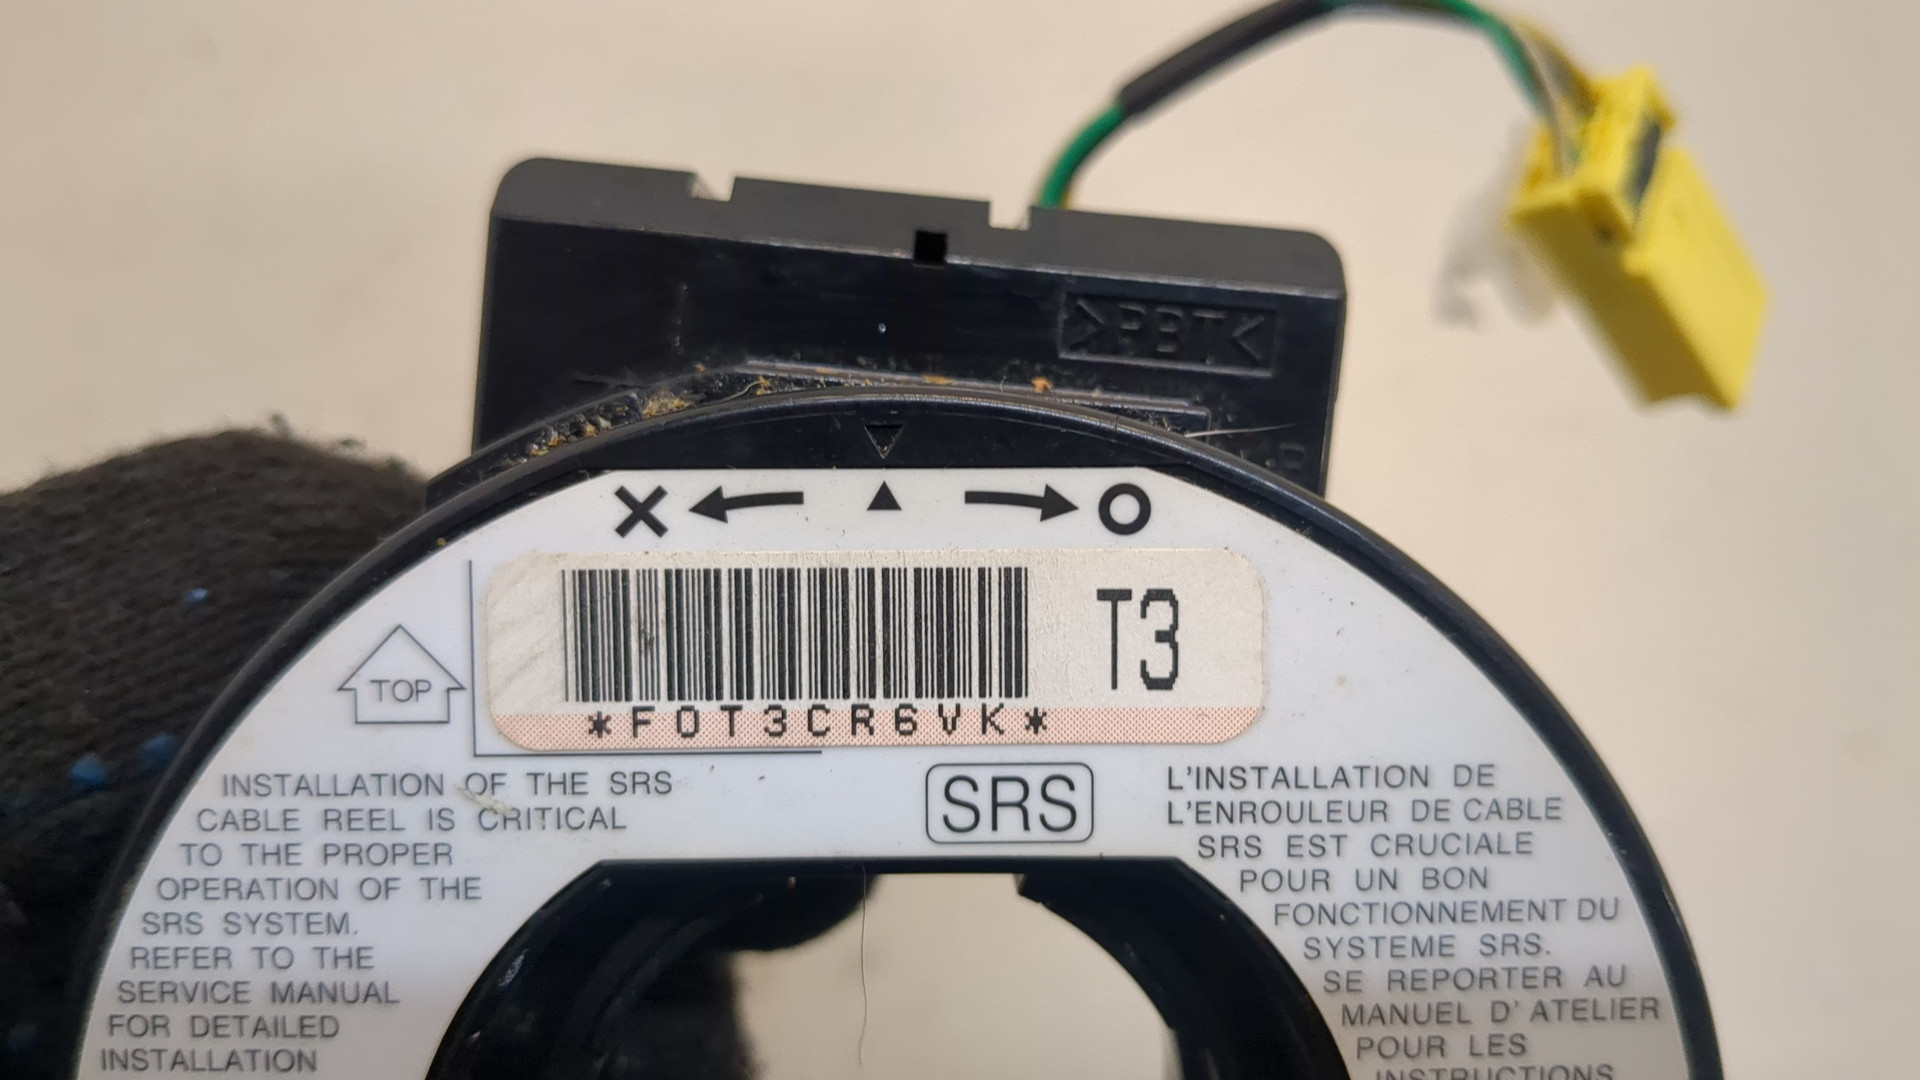 >PBT<
X ← ▲ → O
T3
*F0T3CR6VK*
TOP
SRS
INSTALLATION OF THE SRS
CABLE REEL IS CRITICAL
TO THE PROPER
OPERATION OF THE
SRS SYSTEM.
REFER TO THE
SERVICE MANUAL
FOR DETAILED
INSTALLATION
L'INSTALLATION DE
L'ENROULEUR DE CABLE
SRS EST CRUCIALE
POUR UN BON
FONCTIONNEMENT DU
SYSTEME SRS.
SE REPORTER AU
MANUEL D'ATELIER
POUR LES
INSTRUCTIONS